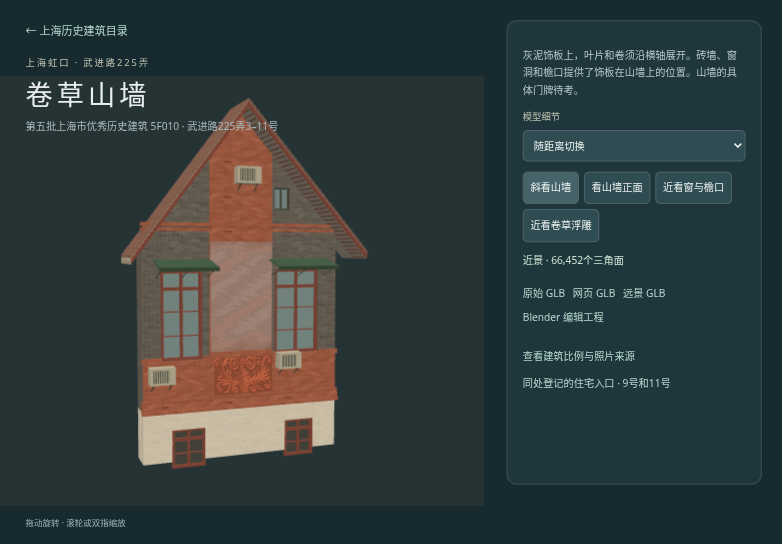 ← 上海历史建筑目录
上海虹口 · 武进路225弄
卷草山墙
第五批上海市优秀历史建筑 5F010 · 武进路225弄3–11号
灰泥饰板上，叶片和卷须沿横轴展开。砖墙、窗
洞和檐口提供了饰板在山墙上的位置。山墙的具
体门牌待考。
模型细节
随距离切换
斜看山墙 看山墙正面 近看窗与檐口
近看卷草浮雕
近景 · 66,452个三角面
原始 GLB 网页 GLB 远景 GLB
Blender 编辑工程
查看建筑比例与照片来源
同处登记的住宅入口 · 9号和11号
拖动旋转 · 滚轮或双指缩放